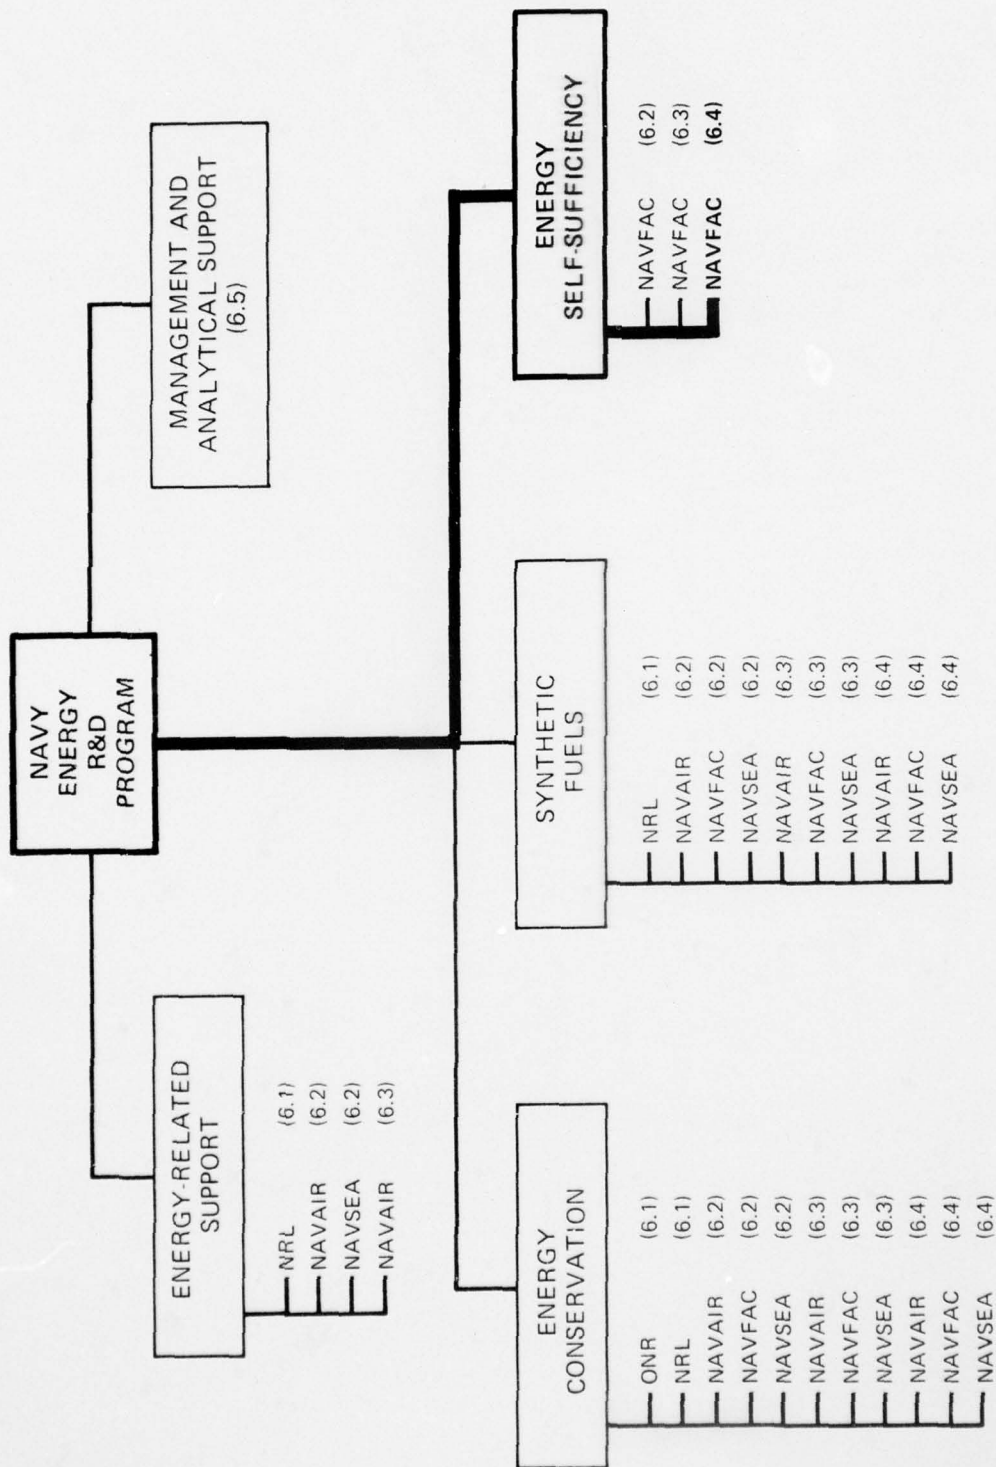 NAVY
ENERGY
R&D
PROGRAM
ENERGY-RELATED
SUPPORT
NRL (6.1)
NAVAIR (6.2)
NAVSEA (6.2)
NAVAIR (6.3)
MANAGEMENT AND
ANALYTICAL SUPPORT
(6.5)
ENERGY
CONSERVATION
ONR (6.1)
NRL (6.1)
NAVAIR (6.2)
NAVFAC (6.2)
NAVSEA (6.2)
NAVAIR (6.3)
NAVFAC (6.3)
NAVSEA (6.3)
NAVAIR (6.4)
NAVFAC (6.4)
NAVSEA (6.4)
SYNTHETIC
FUELS
NRL (6.1)
NAVAIR (6.2)
NAVFAC (6.2)
NAVSEA (6.2)
NAVAIR (6.3)
NAVFAC (6.3)
NAVSEA (6.3)
NAVAIR (6.4)
NAVFAC (6.4)
NAVSEA (6.4)
ENERGY
SELF-SUFFICIENCY
NAVFAC (6.2)
NAVFAC (6.3)
NAVFAC (6.4)